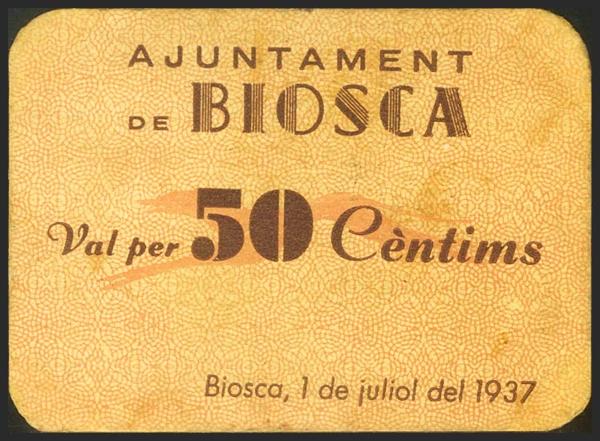 AJUNTAMENT
DE BIOSCA
Val per 50 Cèntims
Biosca, 1 de juliol del 1937